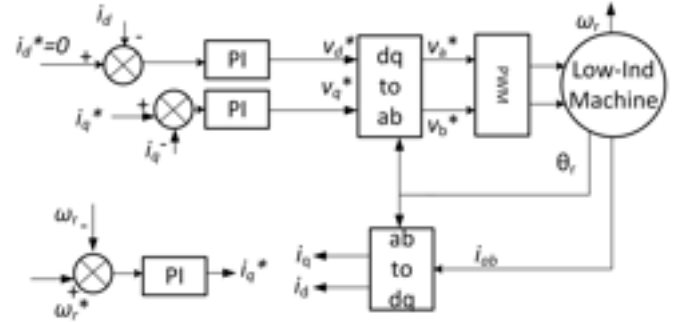 i_d
-
i_d*=0
+
PI
v_d*
dq
to
ab
v_a*
PWM
ω_r
Low-Ind
Machine
i_q*
+
i_q
-
PI
v_q*
v_b*
θ_r
ω_r
-
+
ω_r*
PI
i_q*
i_q
i_d
ab
to
dq
i_ab